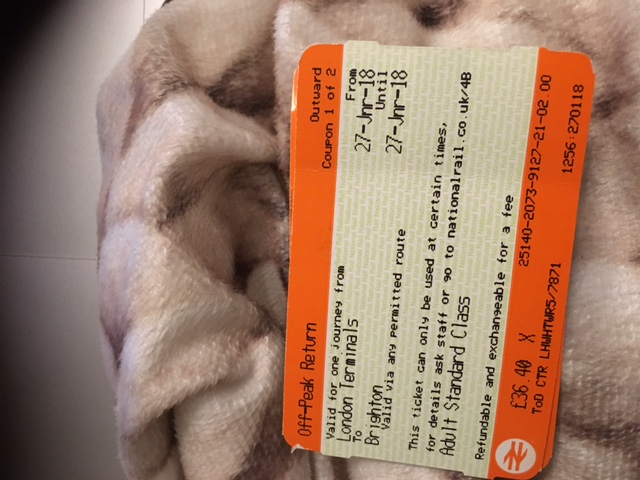 Off-Peak Return
Outward
Coupon 1 of 2
Valid for one journey from
London Terminals
From
27-Jnr-18
To
Brighton
Until
27-Jnr-18
Valid via any permitted route
This ticket can only be used at certain times,
for details ask staff or go to nationalrail.co.uk/4B
Adult Standard Class
Refundable and exchangeable for a fee
£36.40 X
25140-2073-9127-21-02.00
ToD CTR LHWHTWR5/7871
1256:270118